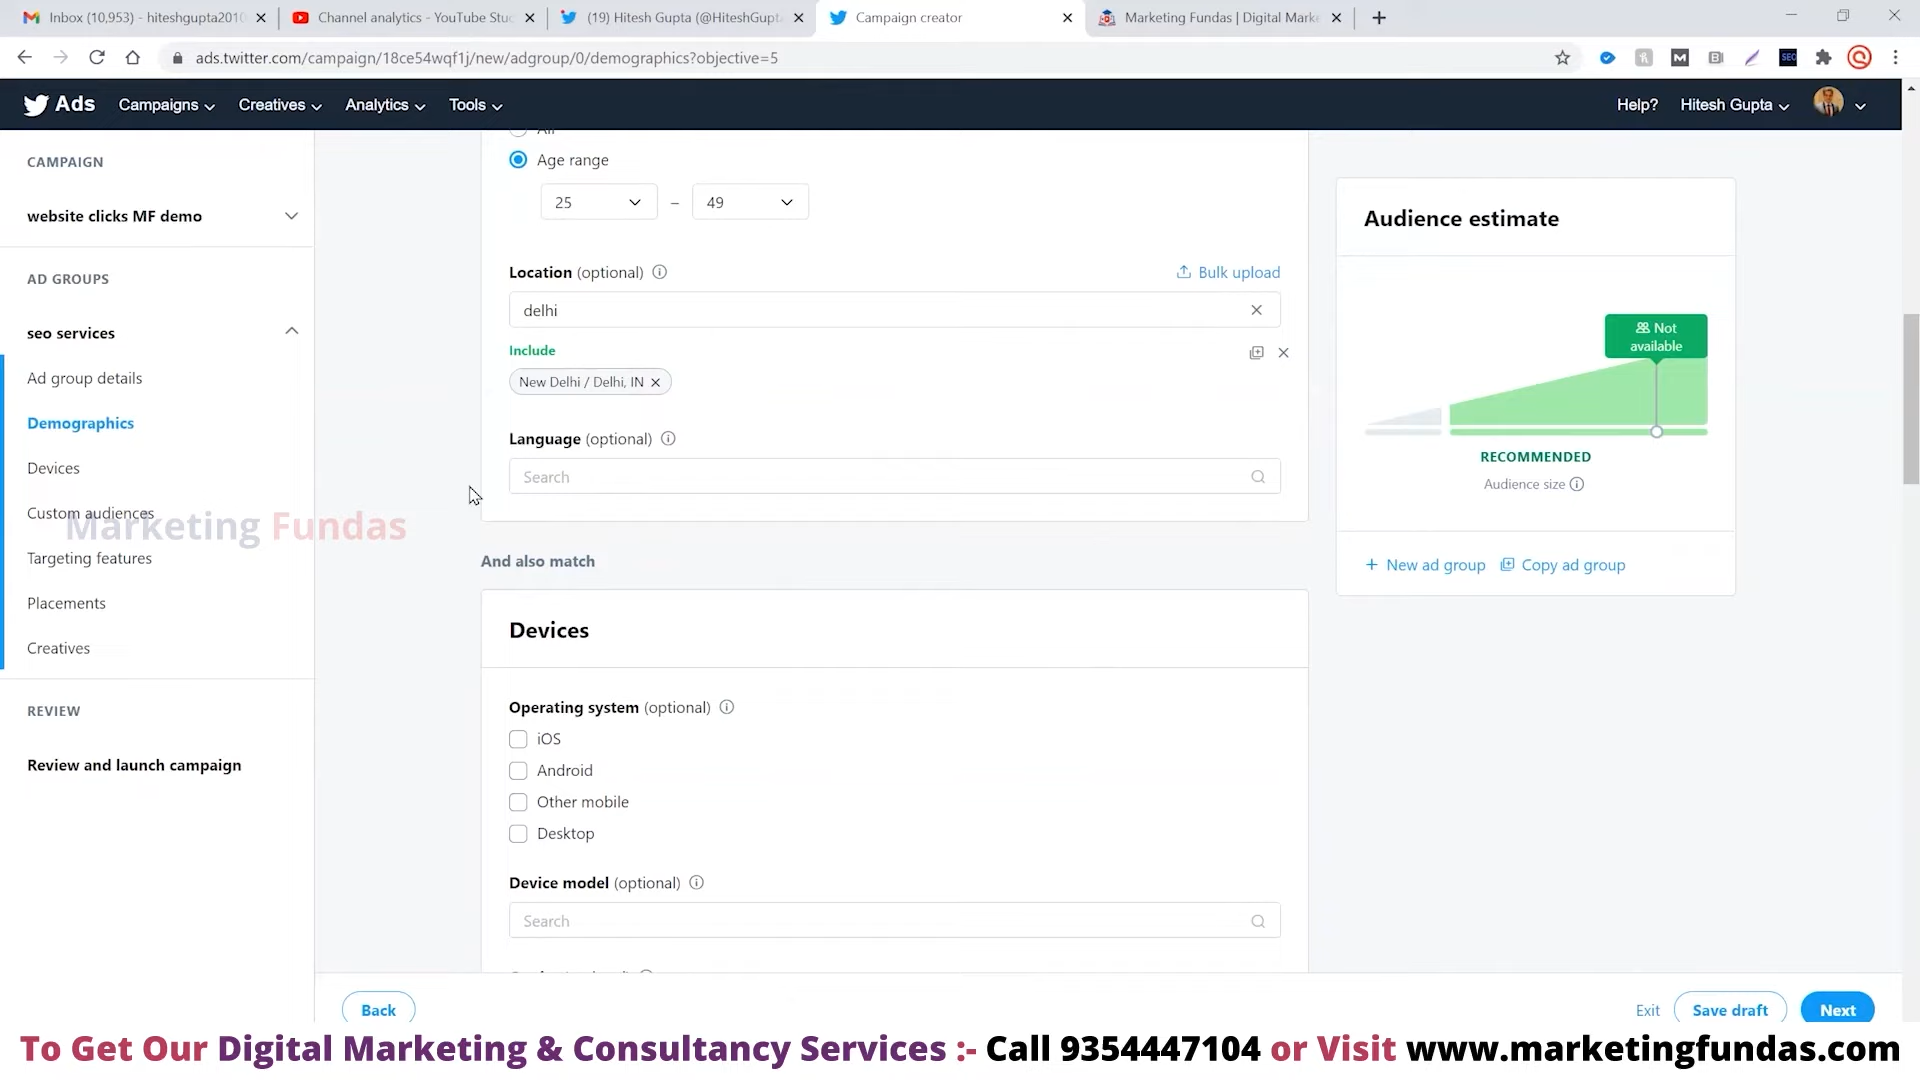 Inbox (10,953) - hiteshgupta2010
Channel analytics - YouTube Stu
(19) Hitesh Gupta (@HiteshGupt
Campaign creator
Marketing Fundas | Digital Mark
ads.twitter.com/campaign/18ce54wqf1j/new/adgroup/0/demographics?objective=5
Ads
Campaigns
Creatives
Analytics
Tools
Help?
Hitesh Gupta
CAMPAIGN
website clicks MF demo
AD GROUPS
seo services
Ad group details
Demographics
Devices
Custom audiences
Marketing Fundas
Targeting features
Placements
Creatives
REVIEW
Review and launch campaign
All
Age range
25 – 49
Location (optional)
Bulk upload
delhi
Include
New Delhi / Delhi, IN
Language (optional)
Search
And also match
Devices
Operating system (optional)
iOS
Android
Other mobile
Desktop
Device model (optional)
Search
Audience estimate
Not
available
RECOMMENDED
Audience size
New ad group
Copy ad group
Back
Exit
Save draft
Next
To Get Our Digital Marketing & Consultancy Services :- Call 9354447104 or Visit www.marketingfundas.com